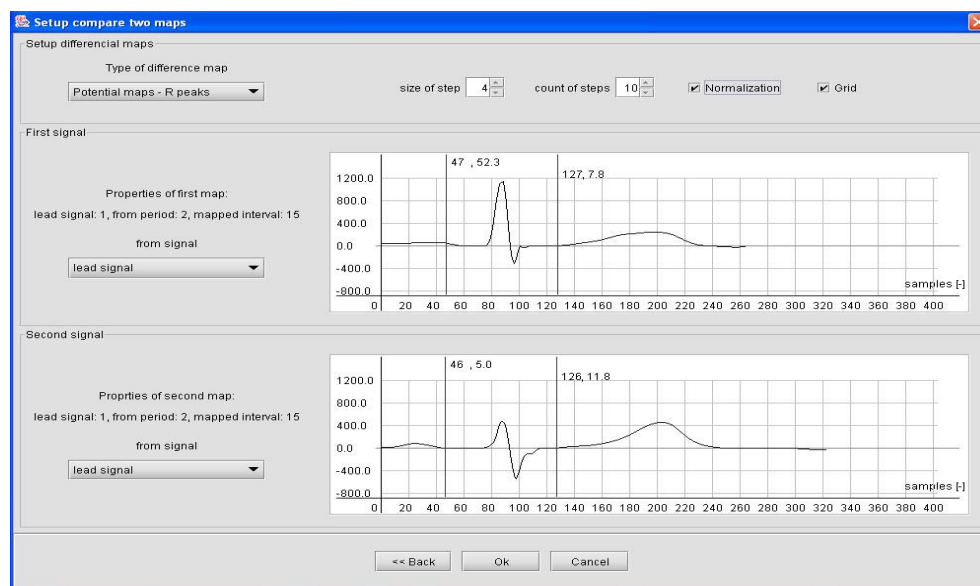 Setup compare two maps
Setup differencial maps
Type of difference map
Potential maps - R peaks
size of step 4 count of steps 10 Normalization Grid
First signal
Properties of first map:
lead signal: 1, from period: 2, mapped interval: 15
from signal
lead signal
47 , 52.3
127, 7.8
1200.0
800.0
400.0
0.0
-400.0
-800.0
samples [-]
0 20 40 60 80 100 120 140 160 180 200 220 240 260 280 300 320 340 360 380 400
Second signal
Proprties of second map:
lead signal: 1, from period: 2, mapped interval: 15
from signal
lead signal
46 , 5.0
126, 11.8
1200.0
800.0
400.0
0.0
-400.0
-800.0
samples [-]
0 20 40 60 80 100 120 140 160 180 200 220 240 260 280 300 320 340 360 380 400
<< Back Ok Cancel